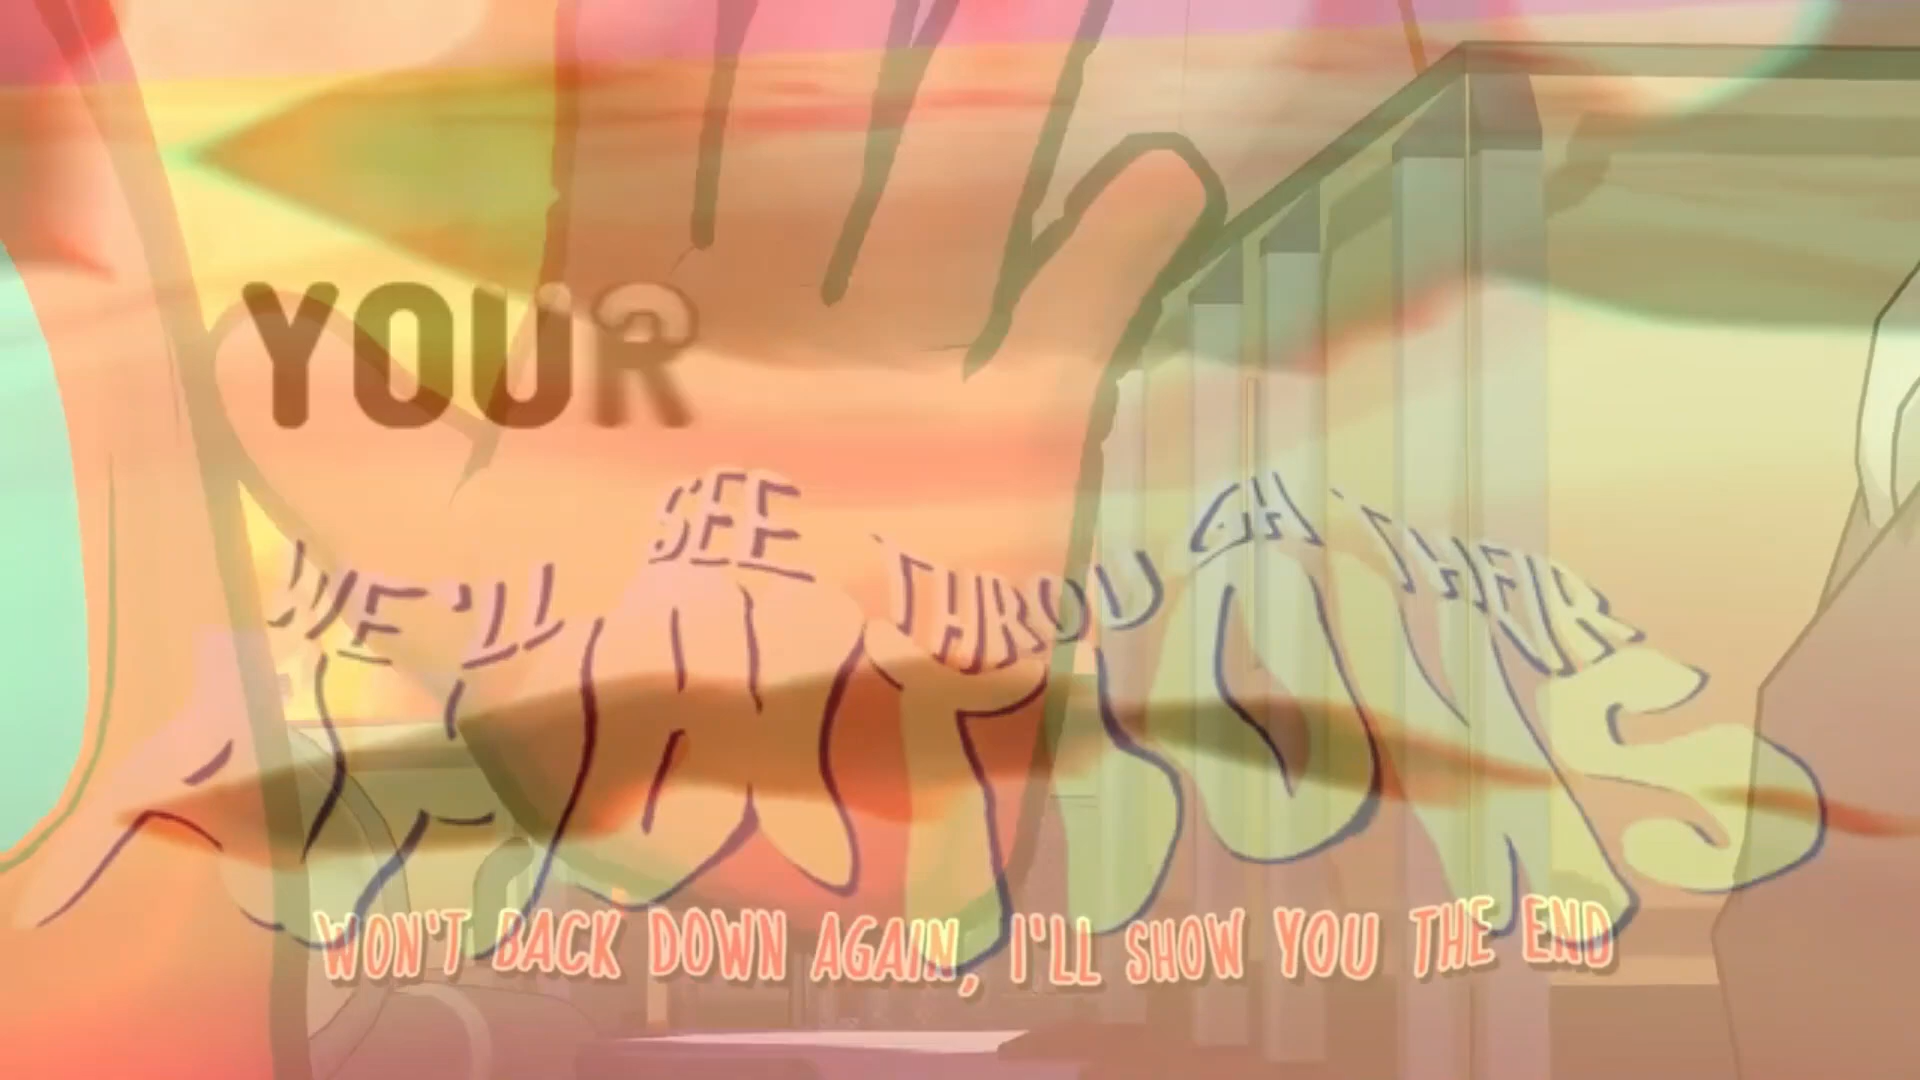 YOUR
WE'LL SEE THROUGH THEIR
WON'T BACK DOWN AGAIN, I'LL SHOW YOU THE END